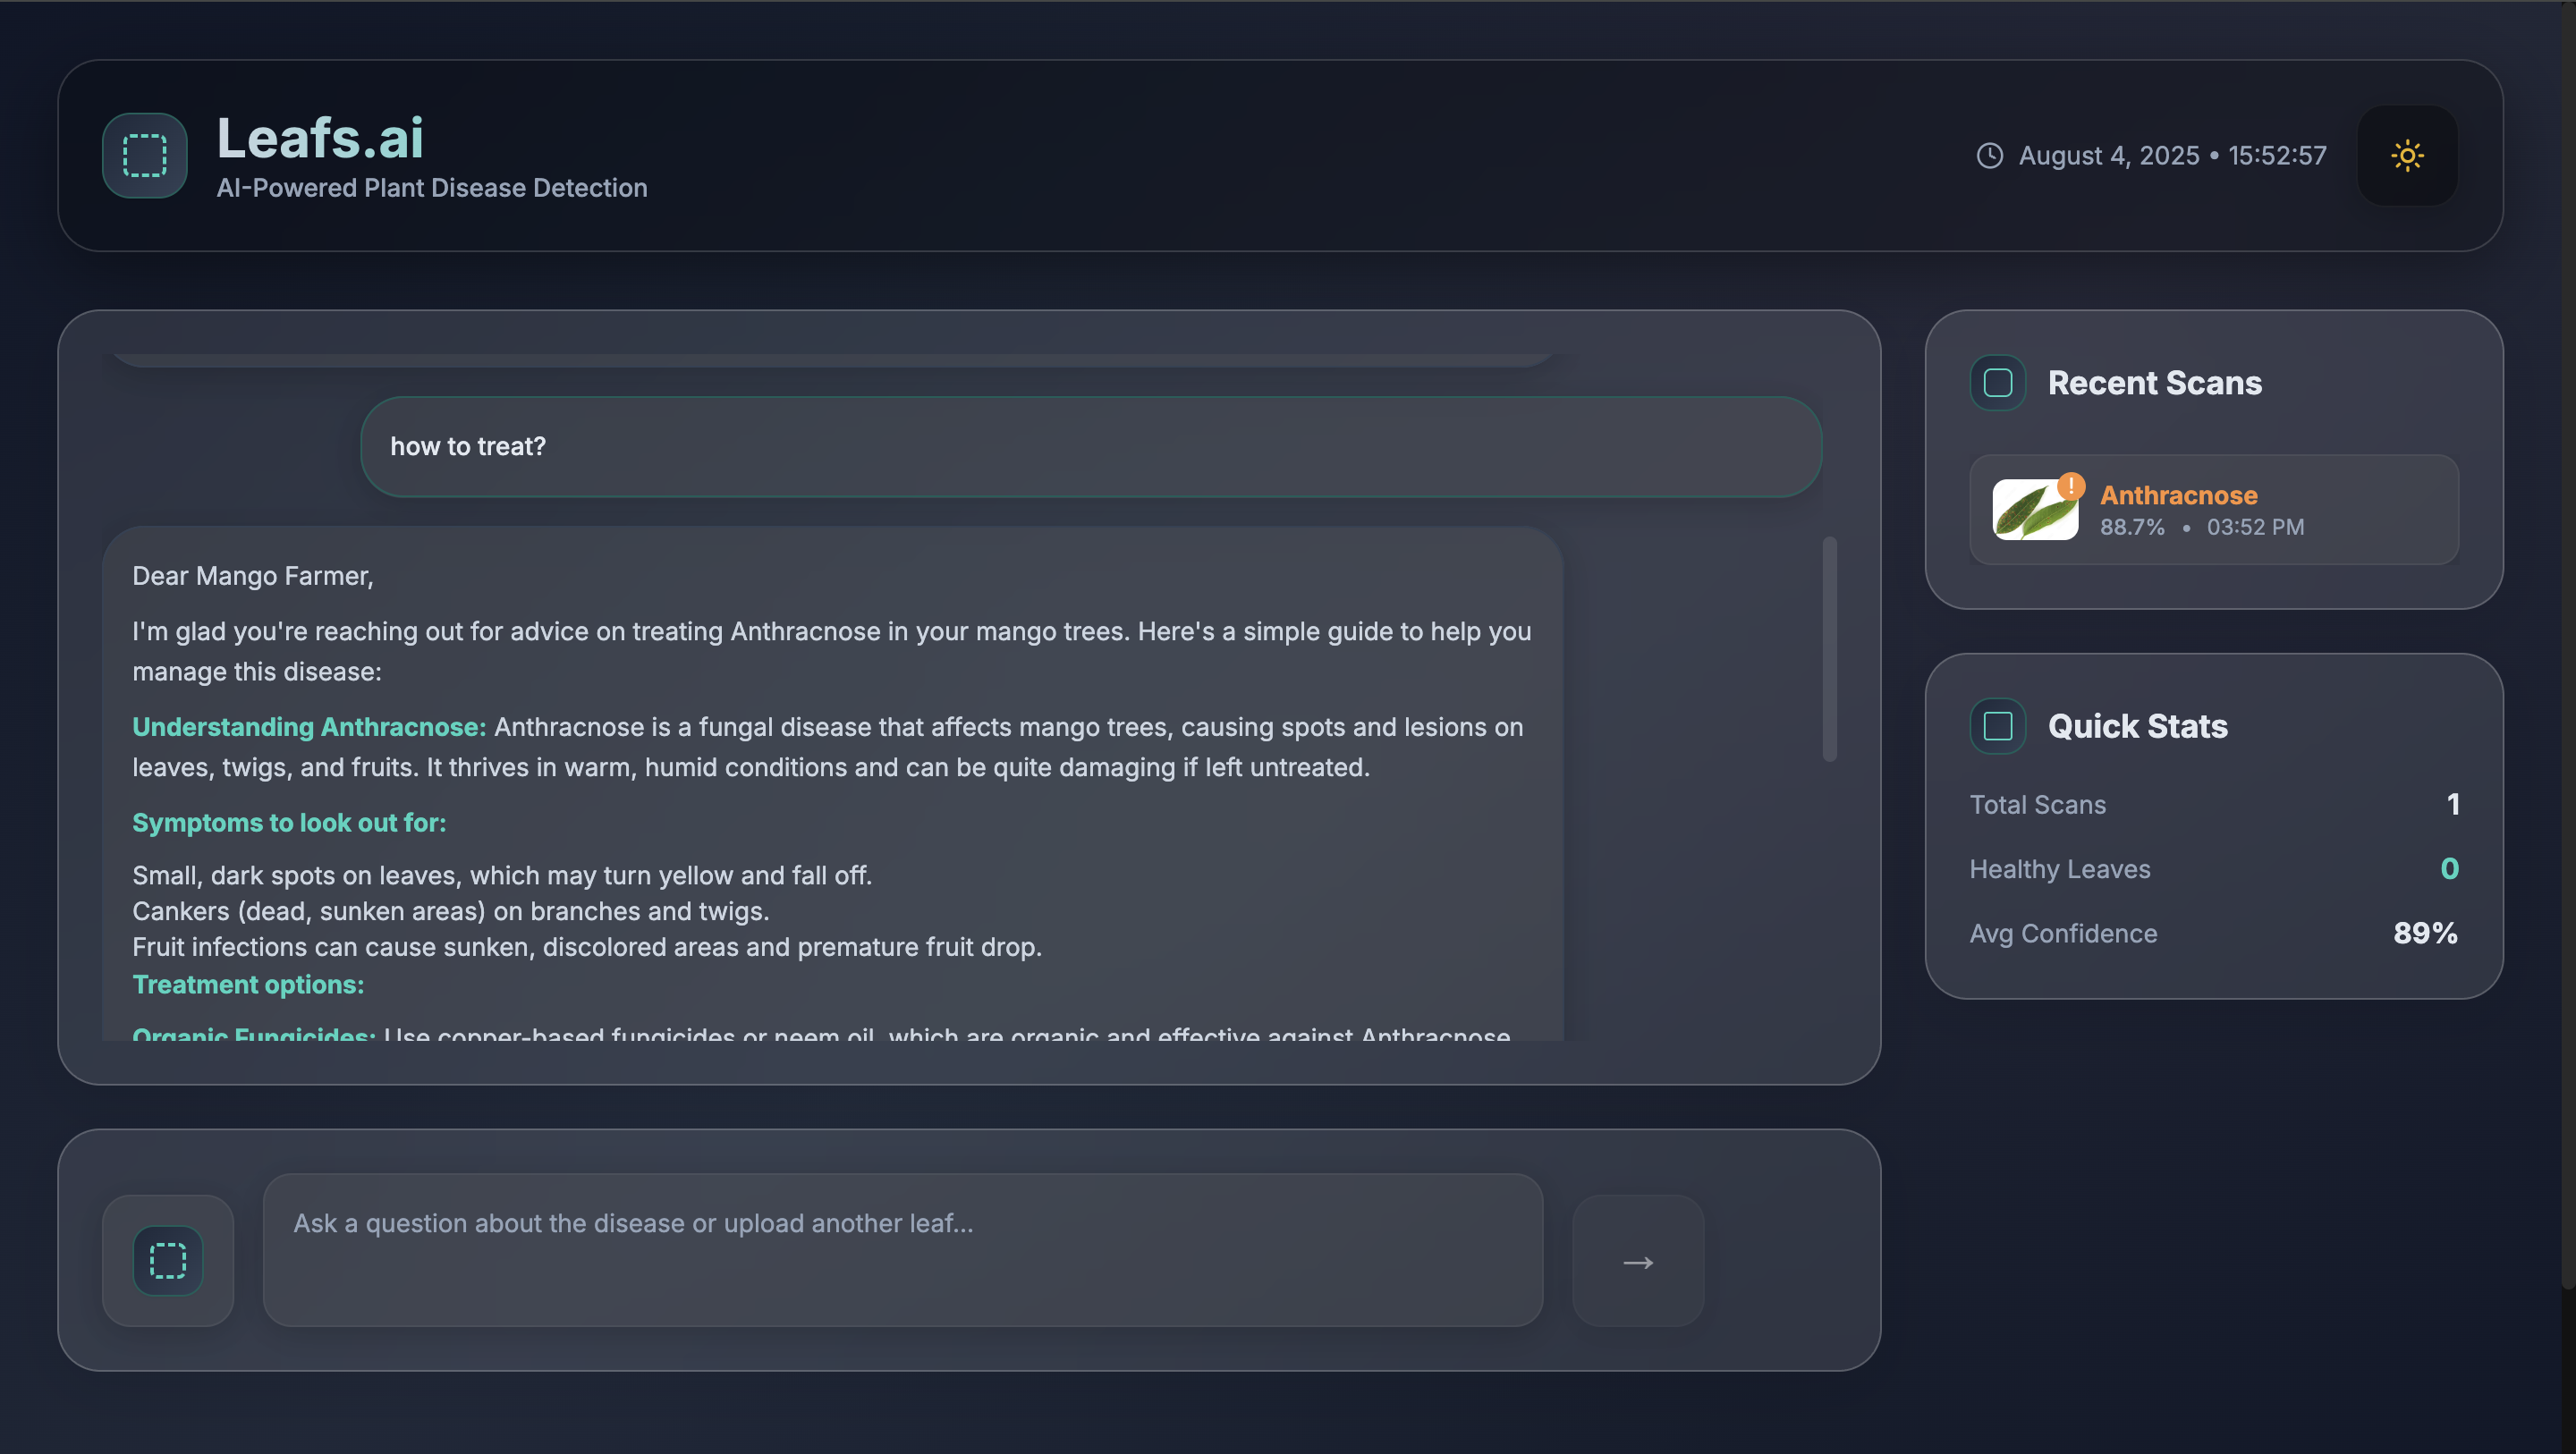 Leafs.ai
AI-Powered Plant Disease Detection
August 4, 2025 • 15:52:57
how to treat?
Dear Mango Farmer,
I'm glad you're reaching out for advice on treating Anthracnose in your mango trees. Here's a simple guide to help you
manage this disease:
Understanding Anthracnose: Anthracnose is a fungal disease that affects mango trees, causing spots and lesions on
leaves, twigs, and fruits. It thrives in warm, humid conditions and can be quite damaging if left untreated.
Symptoms to look out for:
Small, dark spots on leaves, which may turn yellow and fall off.
Cankers (dead, sunken areas) on branches and twigs.
Fruit infections can cause sunken, discolored areas and premature fruit drop.
Treatment options:
Organic Fungicides: Use copper-based fungicides or neem oil, which are organic and effective against Anthracnose
Ask a question about the disease or upload another leaf...
→
Recent Scans
!
Anthracnose
88.7% • 03:52 PM
Quick Stats
Total Scans 1
Healthy Leaves 0
Avg Confidence 89%